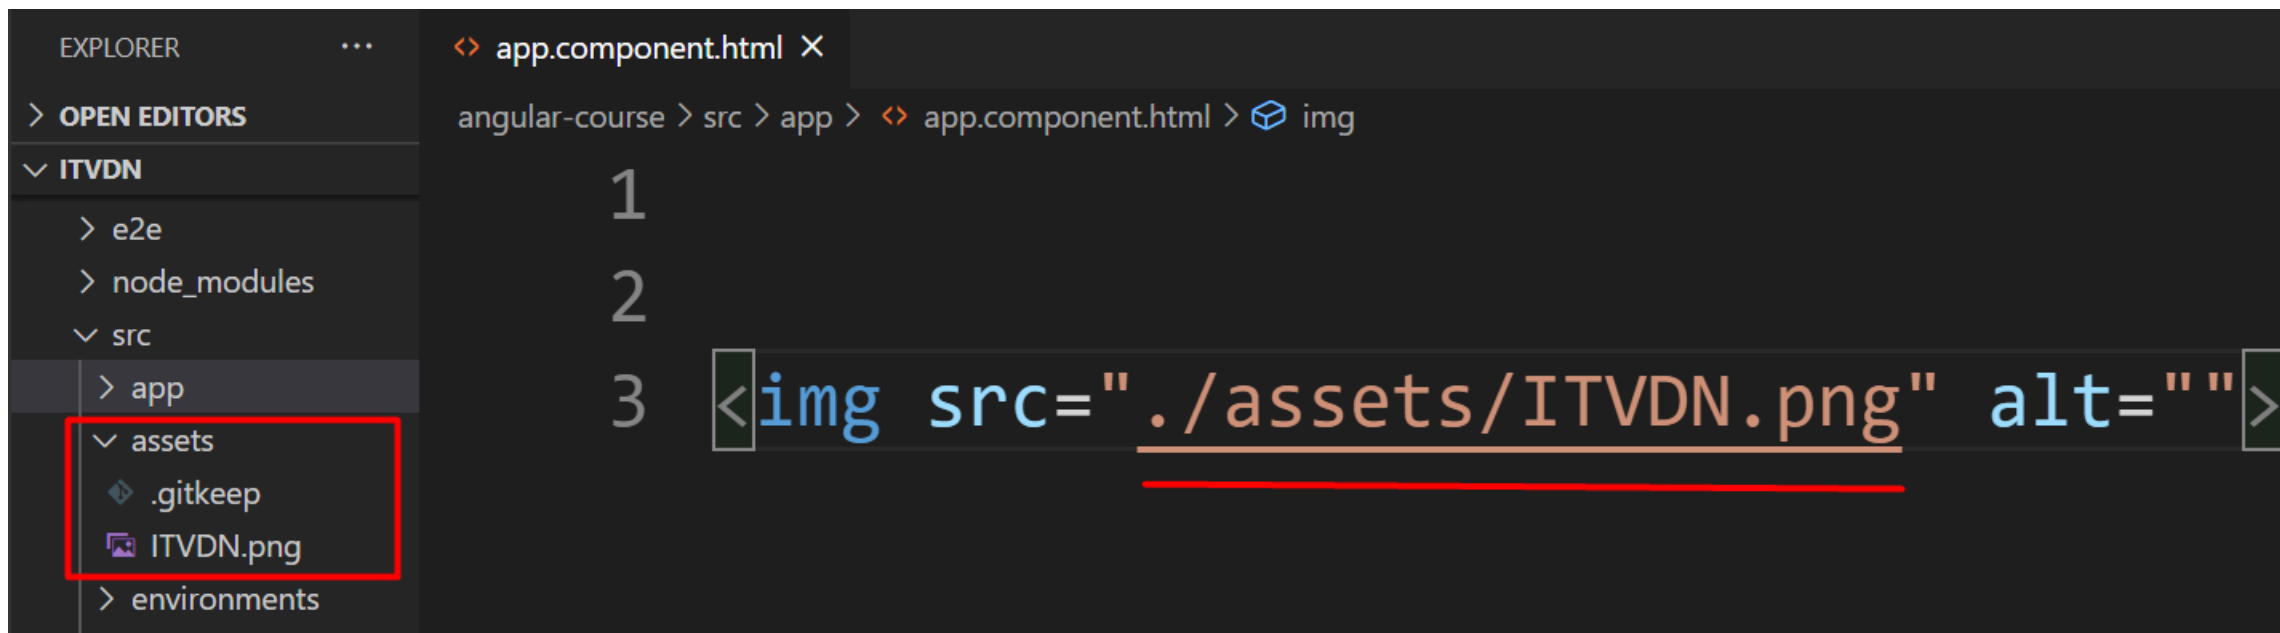 EXPLORER ···
OPEN EDITORS
ITVDN
e2e
node_modules
src
app
assets
.gitkeep
ITVDN.png
environments
<> app.component.html ×
angular-course > src > app > <> app.component.html > img
1
2
3 <img src="./assets/ITVDN.png" alt="">